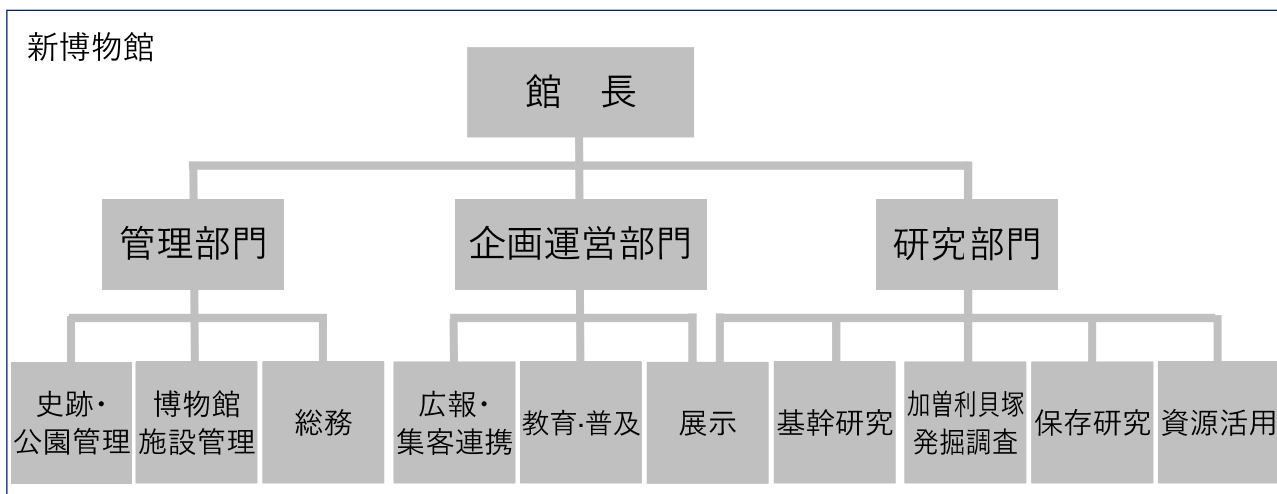 新博物館
館　長
管理部門
企画運営部門
研究部門
史跡・
公園管理
博物館
施設管理
総務
広報・
集客連携
教育・普及
展示
基幹研究
加曽利貝塚
発掘調査
保存研究
資源活用